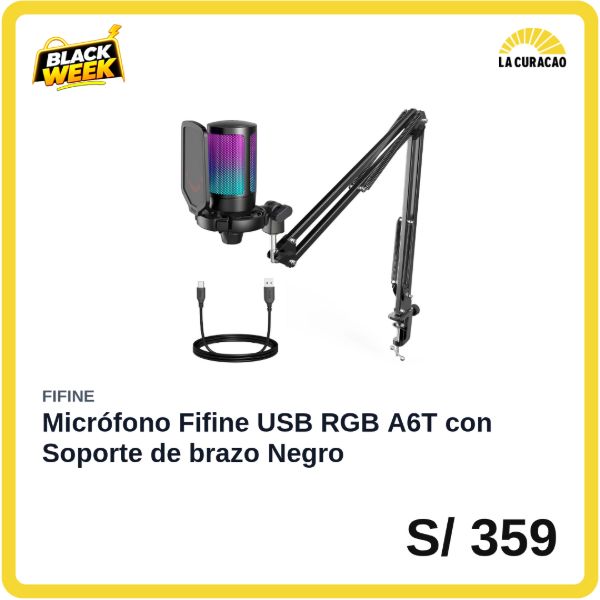 BLACK
WEEK
LA CURACAO
FIFINE
Micrófono Fifine USB RGB A6T con
Soporte de brazo Negro
S/ 359